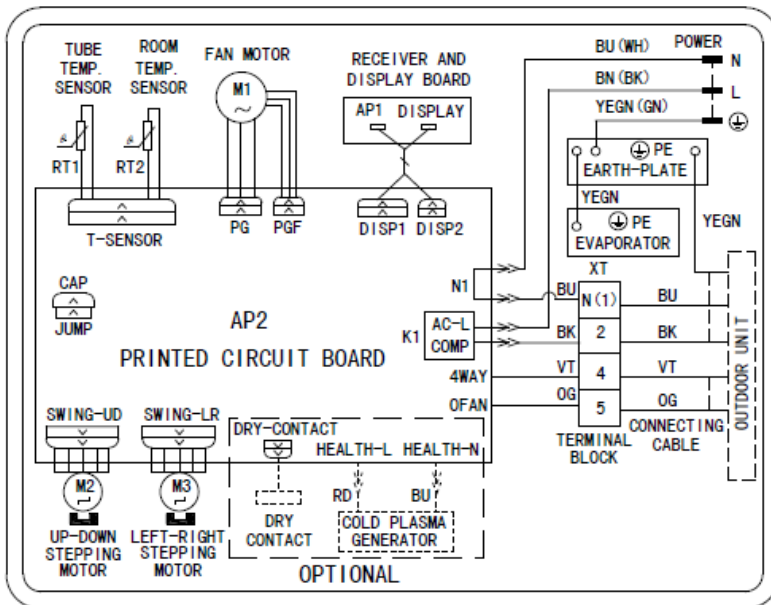 TUBE TEMP. SENSOR
ROOM TEMP. SENSOR
FAN MOTOR
RECEIVER AND
DISPLAY BOARD
BU(WH)
POWER
N
BN(BK)
L
YEGN(GN)
M1
AP1 DISPLAY
RT1
RT2
PE
EARTH-PLATE
YEGN
YEGN
PE
EVAPORATOR
T-SENSOR
PG
PGF
DISP1
DISP2
XT
CAP
JUMP
N1
BU
N(1)
BU
AP2
PRINTED CIRCUIT BOARD
K1
AC-L
COMP
BK
2
BK
4WAY
VT
4
VT
OFAN
OG
5
OG
TERMINAL
BLOCK
CONNECTING
CABLE
OUTDOOR UNIT
SWING-UD
SWING-LR
DRY-CONTACT
HEALTH-L
HEALTH-N
M2
M3
RD
BU
UP-DOWN
STEPPING
MOTOR
LEFT-RIGHT
STEPPING
MOTOR
DRY
CONTACT
COLD PLASMA
GENERATOR
OPTIONAL